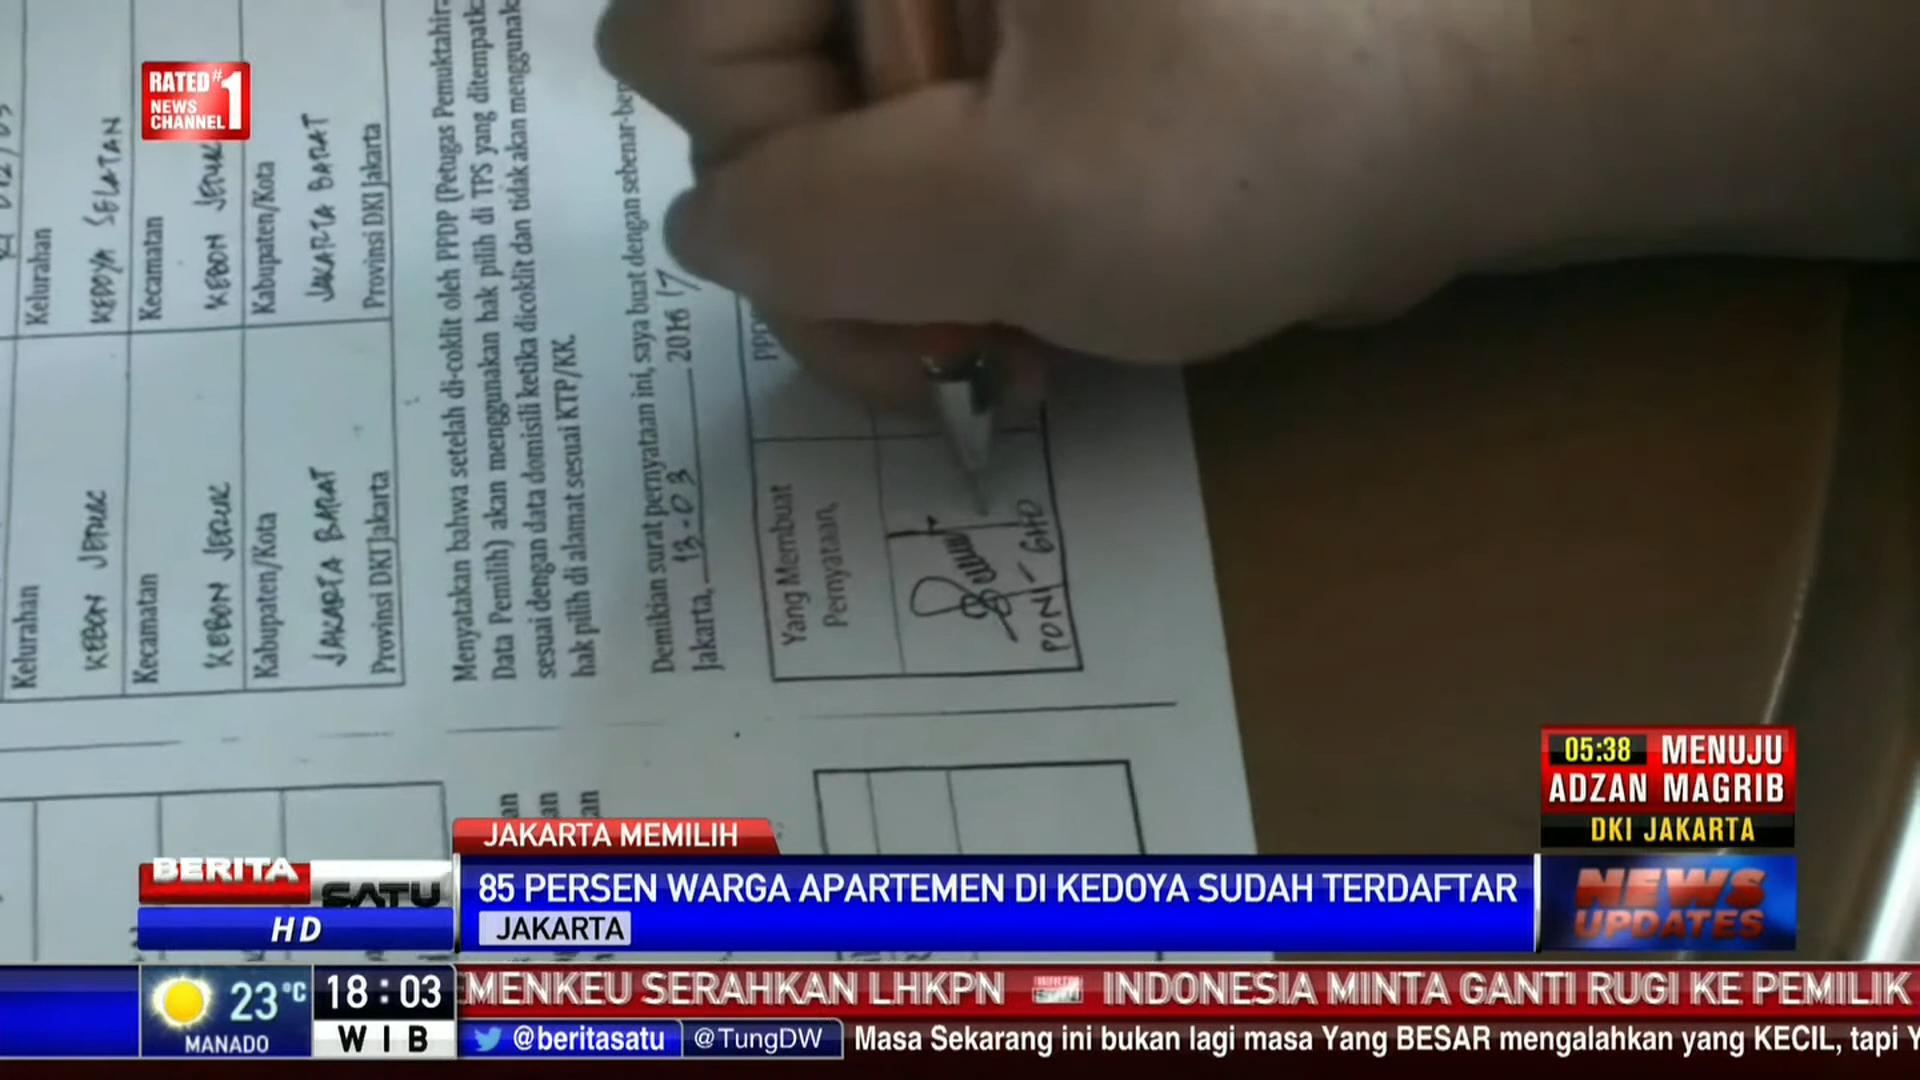 RATED #1
NEWS
CHANNEL
Kelurahan
KEDOYA SELATAN
Kecamatan
KEBON JERUK
Kabupaten/Kota
JAKARTA BARAT
Provinsi DKI Jakarta
Kelurahan
KEBON JERUK
Kecamatan
KEBON JERUK
Kabupaten/Kota
JAKARTA BARAT
Provinsi DKI Jakarta
Menyatakan bahwa setelah di-coklit oleh PPDP (Petugas Pemuktahir
Data Pemilih) akan menggunakan hak pilih di TPS yang ditempatk
sesuai dengan data domisili ketika dicoklit dan tidak akan menggunak
hak pilih di alamat sesuai KTP/KK.
Demikian surat pernyataan ini, saya buat dengan sebenar-ben
Jakarta, 13-03 2016 17
Yang Membuat
Pernyataan,
PPD
an
an
an
05:38 MENUJU
ADZAN MAGRIB
DKI JAKARTA
JAKARTA MEMILIH
BERITA SATU
HD
85 PERSEN WARGA APARTEMEN DI KEDOYA SUDAH TERDAFTAR
JAKARTA
NEWS
UPDATES
23°C
MANADO
18:03
WIB
MENKEU SERAHKAN LHKPN
INDONESIA MINTA GANTI RUGI KE PEMILIK
@beritasatu
@TungDW
Masa Sekarang ini bukan lagi masa Yang BESAR mengalahkan yang KECIL, tapi Y